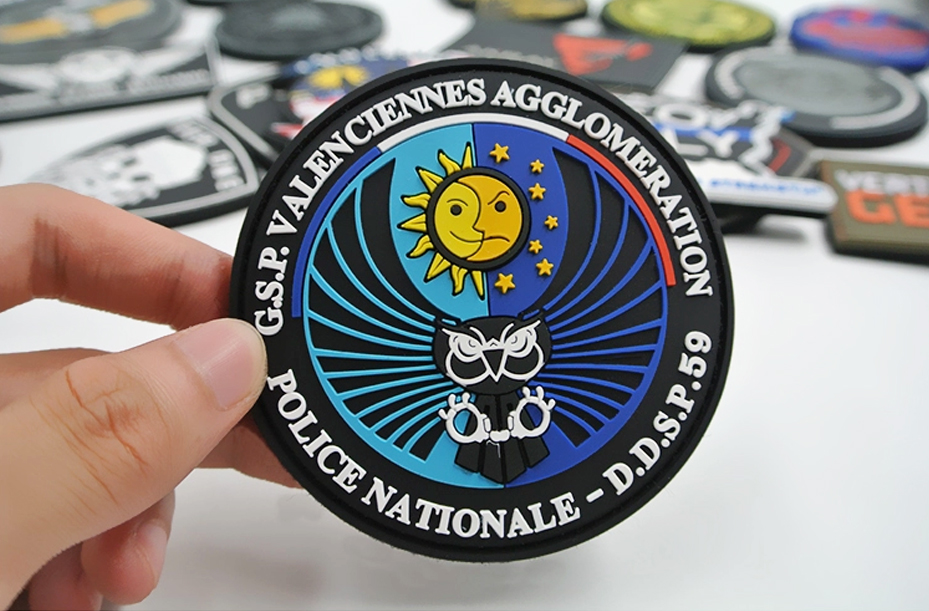 G.S.P. VALENCIENNES AGGLOMERATION
POLICE NATIONALE - D.D.S.P.59